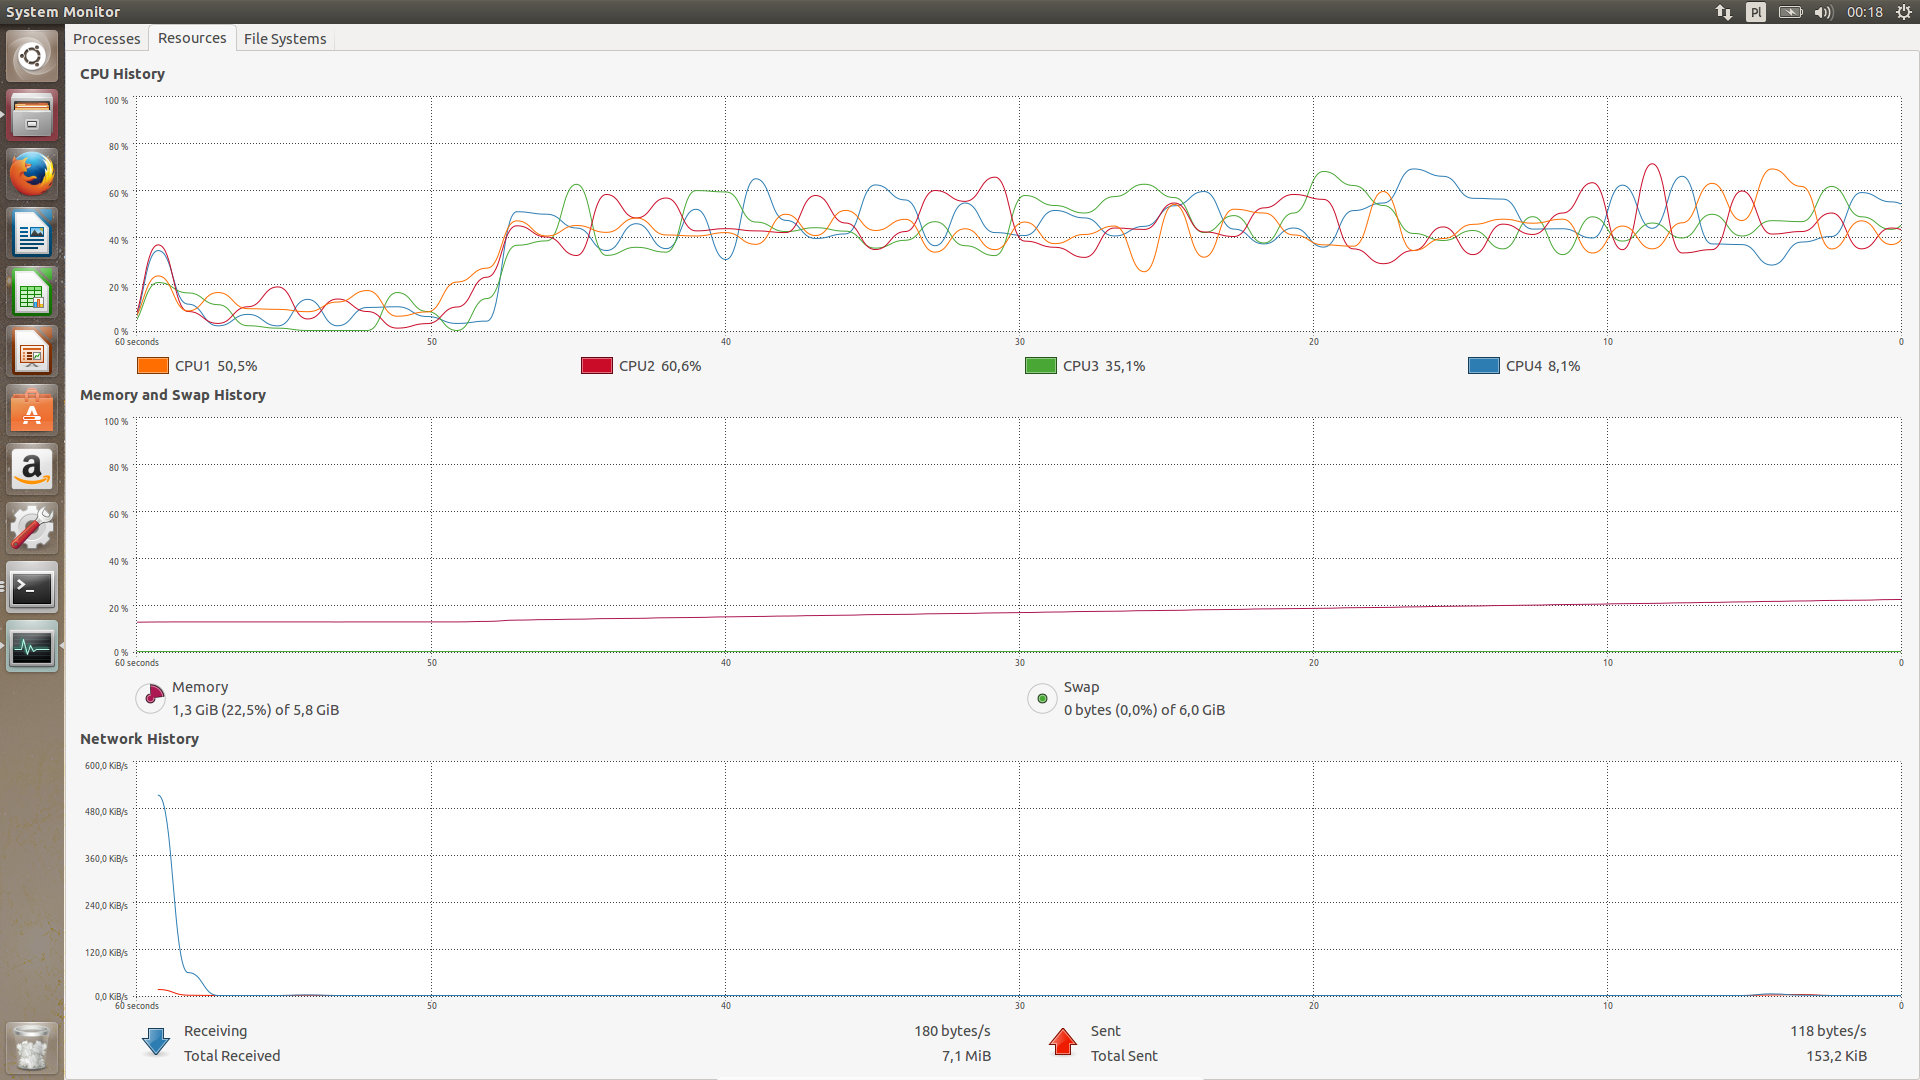 System Monitor
Pl
00:18
Processes Resources File Systems
CPU History
100 %
80 %
60 %
40 %
20 %
0 %
60 seconds 50 40 30 20 10 0
CPU1 50,5% CPU2 60,6% CPU3 35,1% CPU4 8,1%
Memory and Swap History
100 %
80 %
60 %
40 %
20 %
0 %
60 seconds 50 40 30 20 10 0
Memory
1,3 GiB (22,5%) of 5,8 GiB
Swap
0 bytes (0,0%) of 6,0 GiB
Network History
600,0 KiB/s
480,0 KiB/s
360,0 KiB/s
240,0 KiB/s
120,0 KiB/s
0,0 KiB/s
60 seconds 50 40 30 20 10 0
Receiving 180 bytes/s
Total Received 7,1 MiB
Sent 118 bytes/s
Total Sent 153,2 KiB